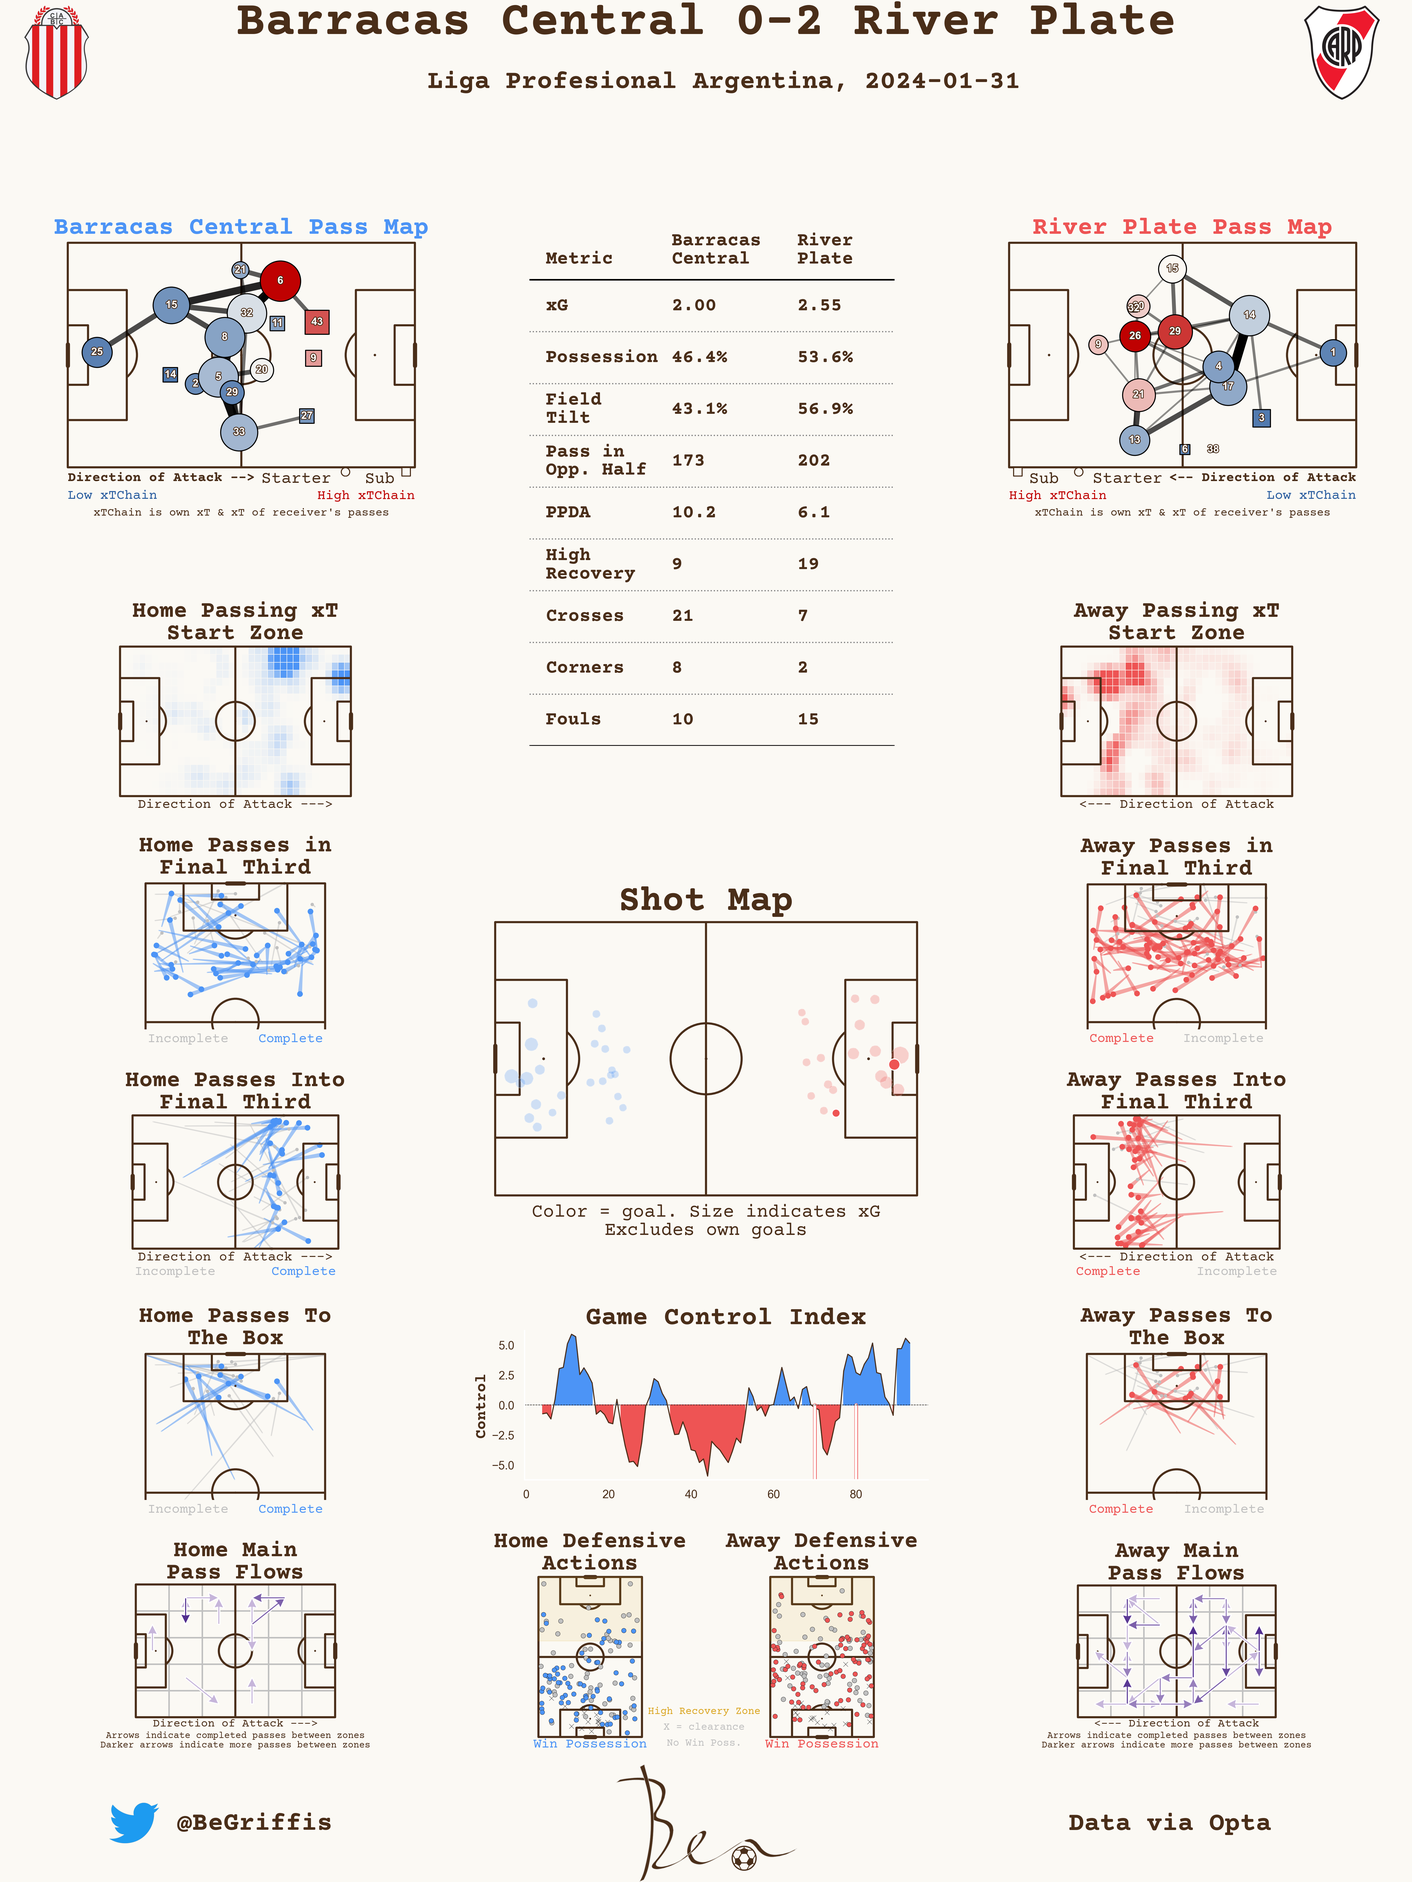 Barracas Central 0-2 River Plate
Liga Profesional Argentina, 2024-01-31
CA
BC
CARP
Barracas Central Pass Map
21
6
15
32
11
43
8
25
9
14
2
5
20
29
27
33
Direction of Attack --> Starter Sub
Low xTChain High xTChain
xTChain is own xT & xT of receiver's passes
Metric Barracas Central River Plate
xG 2.00 2.55
Possession 46.4% 53.6%
Field Tilt 43.1% 56.9%
Pass in Opp. Half 173 202
PPDA 10.2 6.1
High Recovery 9 19
Crosses 21 7
Corners 8 2
Fouls 10 15
River Plate Pass Map
15
32
14
26
29
9
1
4
17
21
3
13
6
38
Sub Starter <-- Direction of Attack
High xTChain Low xTChain
xTChain is own xT & xT of receiver's passes
Home Passing xT
Start Zone
Direction of Attack --->
Away Passing xT
Start Zone
<--- Direction of Attack
Home Passes in
Final Third
Incomplete Complete
Away Passes in
Final Third
Complete Incomplete
Shot Map
Color = goal. Size indicates xG
Excludes own goals
Home Passes Into
Final Third
Direction of Attack --->
Incomplete Complete
Away Passes Into
Final Third
<--- Direction of Attack
Complete Incomplete
Home Passes To
The Box
Incomplete Complete
Game Control Index
Control
5.0
2.5
0.0
−2.5
−5.0
0 20 40 60 80
Away Passes To
The Box
Complete Incomplete
Home Main
Pass Flows
Direction of Attack --->
Arrows indicate completed passes between zones
Darker arrows indicate more passes between zones
Home Defensive
Actions
Win Possession
High Recovery Zone
X = clearance
No Win Poss.
Away Defensive
Actions
Win Possession
Away Main
Pass Flows
<--- Direction of Attack
Arrows indicate completed passes between zones
Darker arrows indicate more passes between zones
@BeGriffis
Ben
Data via Opta